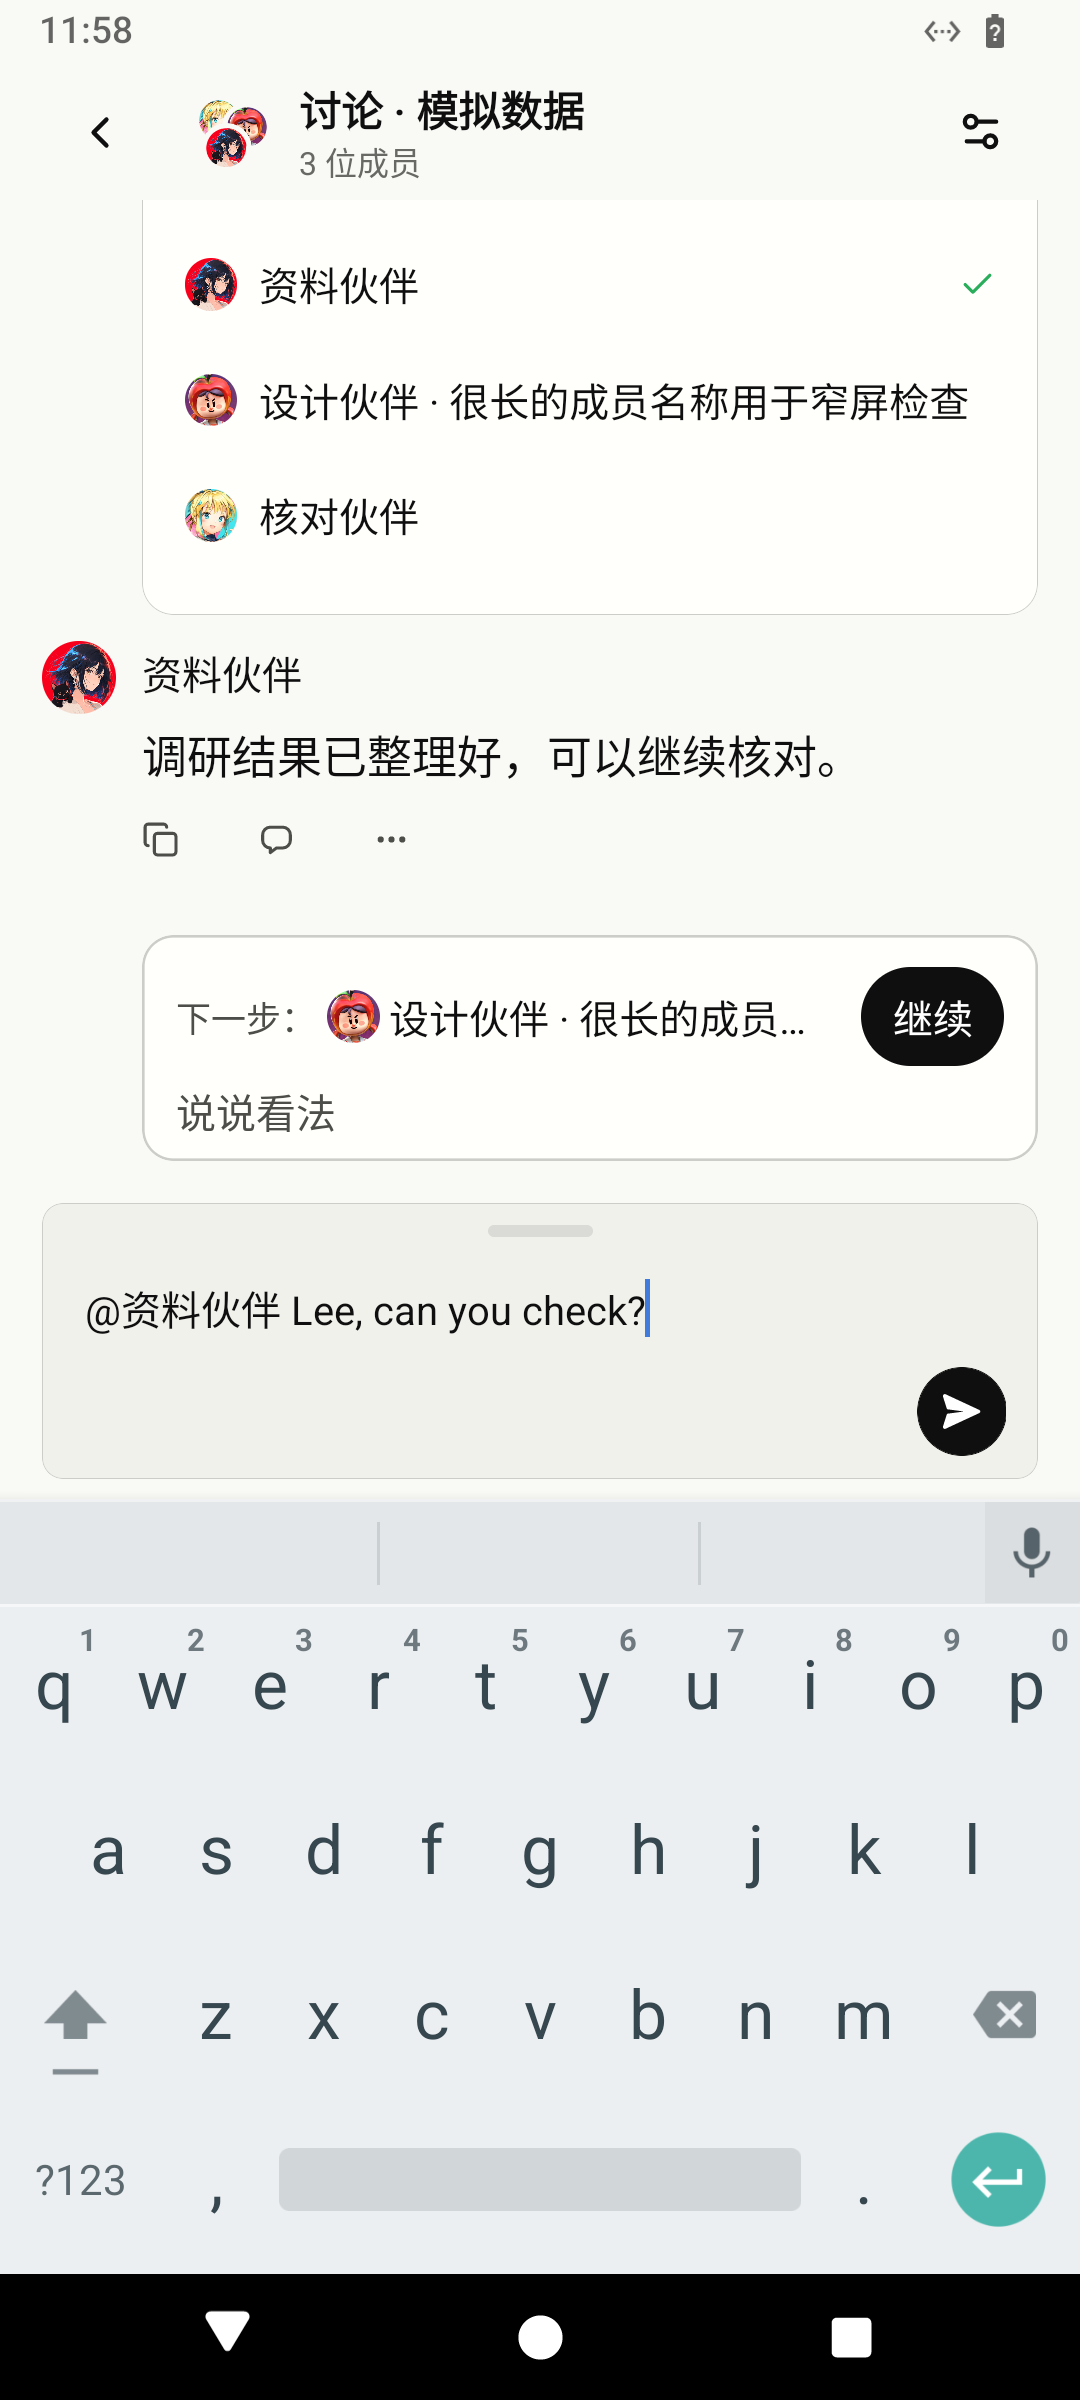 11:58
讨论 · 模拟数据
3 位成员
资料伙伴
设计伙伴 · 很长的成员名称用于窄屏检查
核对伙伴
资料伙伴
调研结果已整理好，可以继续核对。
下一步： 设计伙伴 · 很长的成员... 继续
说说看法
@资料伙伴 Lee, can you check?
1 2 3 4 5 6 7 8 9 0
q w e r t y u i o p
a s d f g h j k l
z x c v b n m
?123 , .